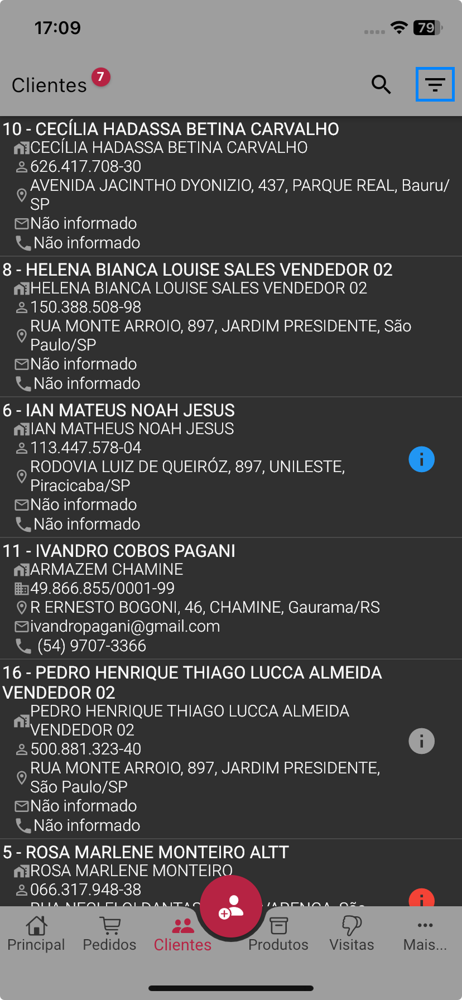 17:09
79
Clientes 7
10 - CECÍLIA HADASSA BETINA CARVALHO
CECÍLIA HADASSA BETINA CARVALHO
626.417.708-30
AVENIDA JACINTHO DYONIZIO, 437, PARQUE REAL, Bauru/
SP
Não informado
Não informado
8 - HELENA BIANCA LOUISE SALES VENDEDOR 02
HELENA BIANCA LOUISE SALES VENDEDOR 02
150.388.508-98
RUA MONTE ARROIO, 897, JARDIM PRESIDENTE, São
Paulo/SP
Não informado
Não informado
6 - IAN MATEUS NOAH JESUS
IAN MATHEUS NOAH JESUS
113.447.578-04
RODOVIA LUIZ DE QUEIRÓZ, 897, UNILESTE,
Piracicaba/SP
Não informado
Não informado
11 - IVANDRO COBOS PAGANI
ARMAZEM CHAMINE
49.866.855/0001-99
R ERNESTO BOGONI, 46, CHAMINE, Gaurama/RS
ivandropagani@gmail.com
(54) 9707-3366
16 - PEDRO HENRIQUE THIAGO LUCCA ALMEIDA
VENDEDOR 02
PEDRO HENRIQUE THIAGO LUCCA ALMEIDA
VENDEDOR 02
500.881.323-40
RUA MONTE ARROIO, 897, JARDIM PRESIDENTE,
São Paulo/SP
Não informado
Não informado
5 - ROSA MARLENE MONTEIRO ALTT
ROSA MARLENE MONTEIRO
066.317.948-38
RUA
Principal Pedidos Clientes Produtos Visitas Mais...